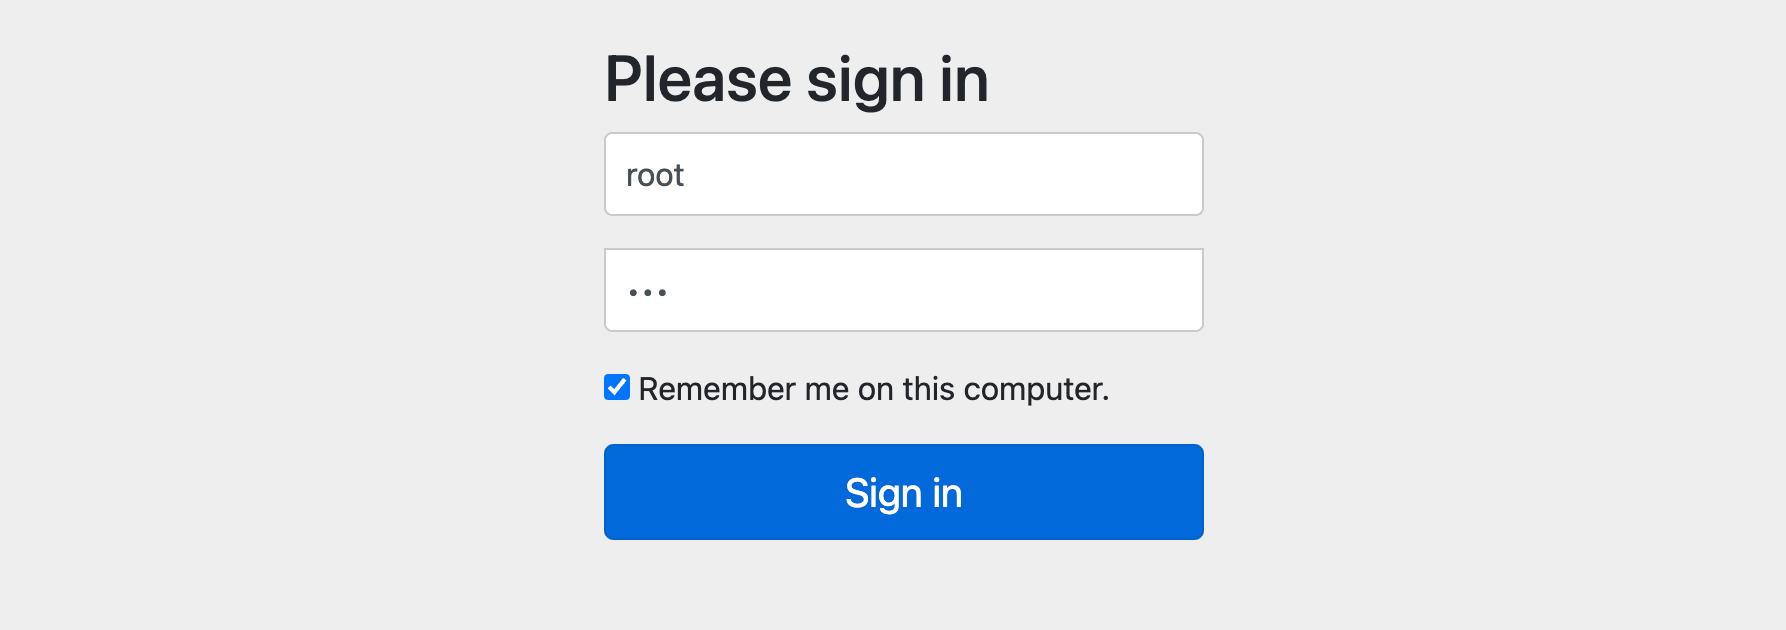 Please sign in
root
•••
Remember me on this computer.
Sign in